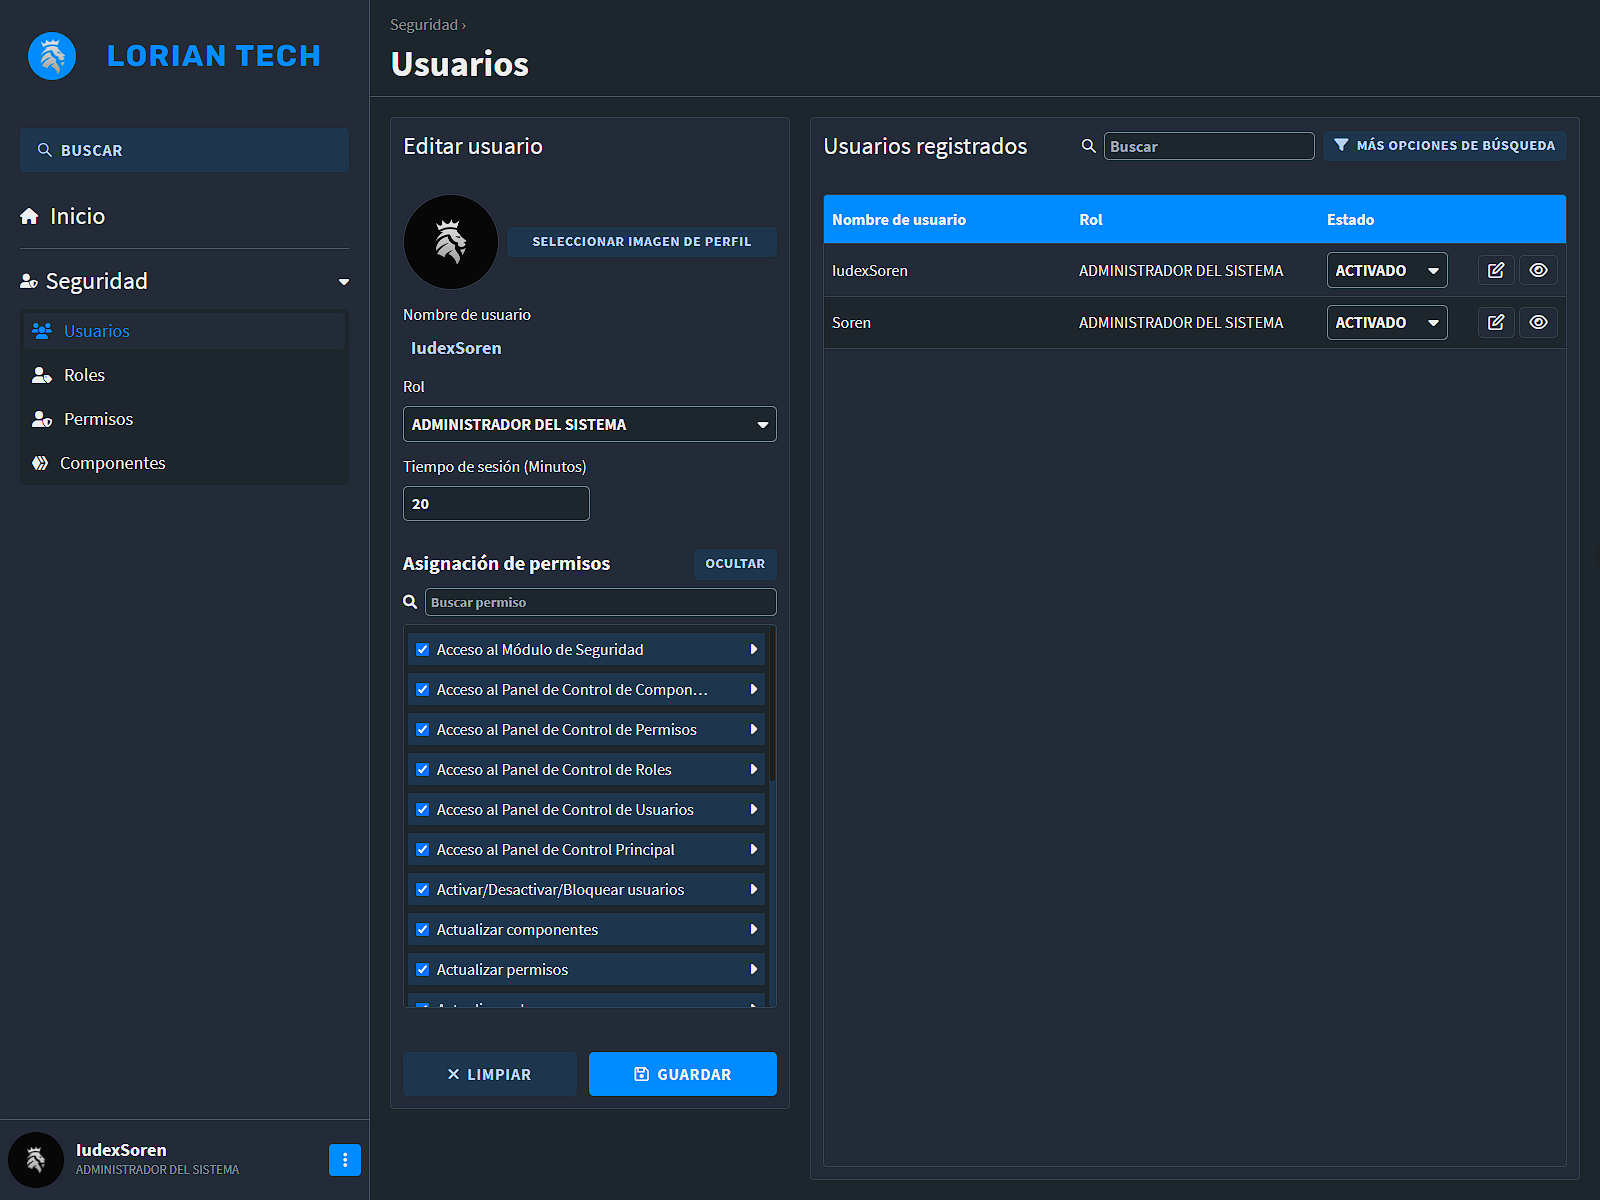 LORIAN TECH
BUSCAR
Inicio
Seguridad
Usuarios
Roles
Permisos
Componentes
IudexSoren
ADMINISTRADOR DEL SISTEMA
Seguridad ›
Usuarios
Editar usuario
SELECCIONAR IMAGEN DE PERFIL
Nombre de usuario
IudexSoren
Rol
ADMINISTRADOR DEL SISTEMA
Tiempo de sesión (Minutos)
20
Asignación de permisos OCULTAR
Buscar permiso
Acceso al Módulo de Seguridad
Acceso al Panel de Control de Compon...
Acceso al Panel de Control de Permisos
Acceso al Panel de Control de Roles
Acceso al Panel de Control de Usuarios
Acceso al Panel de Control Principal
Activar/Desactivar/Bloquear usuarios
Actualizar componentes
Actualizar permisos
LIMPIAR GUARDAR
Usuarios registrados Buscar MÁS OPCIONES DE BÚSQUEDA
Nombre de usuario Rol Estado
IudexSoren ADMINISTRADOR DEL SISTEMA ACTIVADO
Soren ADMINISTRADOR DEL SISTEMA ACTIVADO